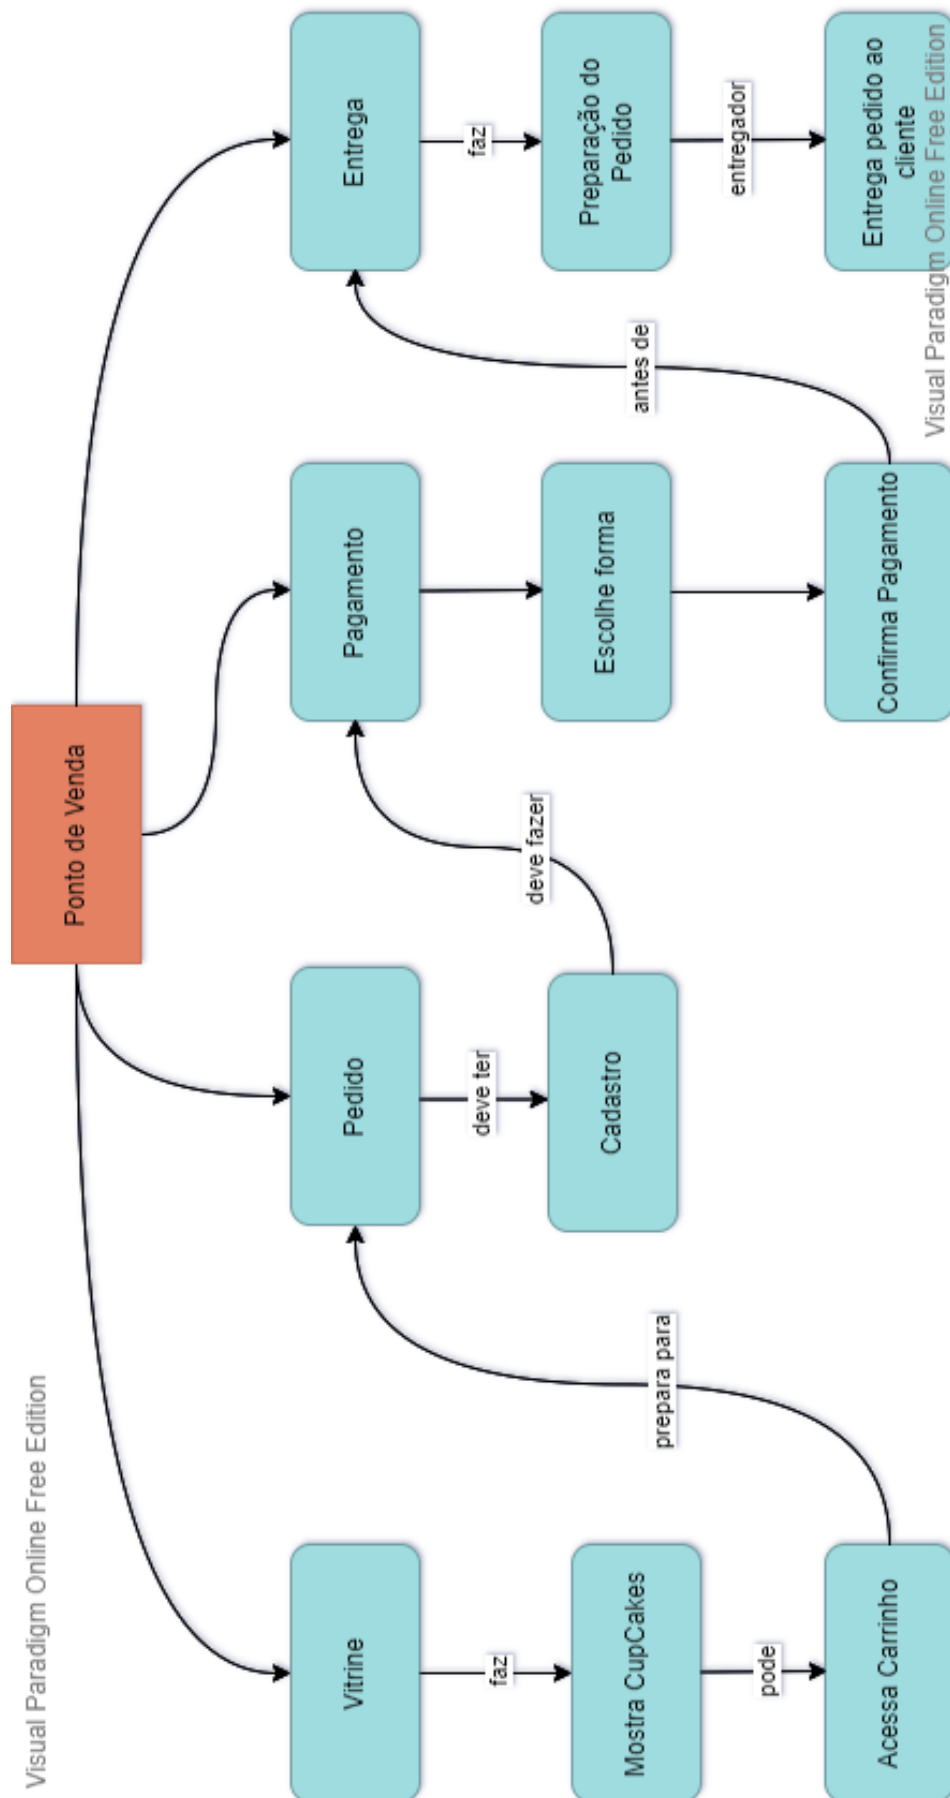 Visual Paradigm Online Free Edition
Ponto de Venda
Vitrine
Pedido
Pagamento
Entrega
faz
deve ter
faz
Mostra CupCakes
Cadastro
deve fazer
Escolhe forma
Preparação do
Pedido
pode
prepara para
antes de
entregador
Acessa Carrinho
Confirma Pagamento
Entrega pedido ao
cliente
Visual Paradigm Online Free Edition